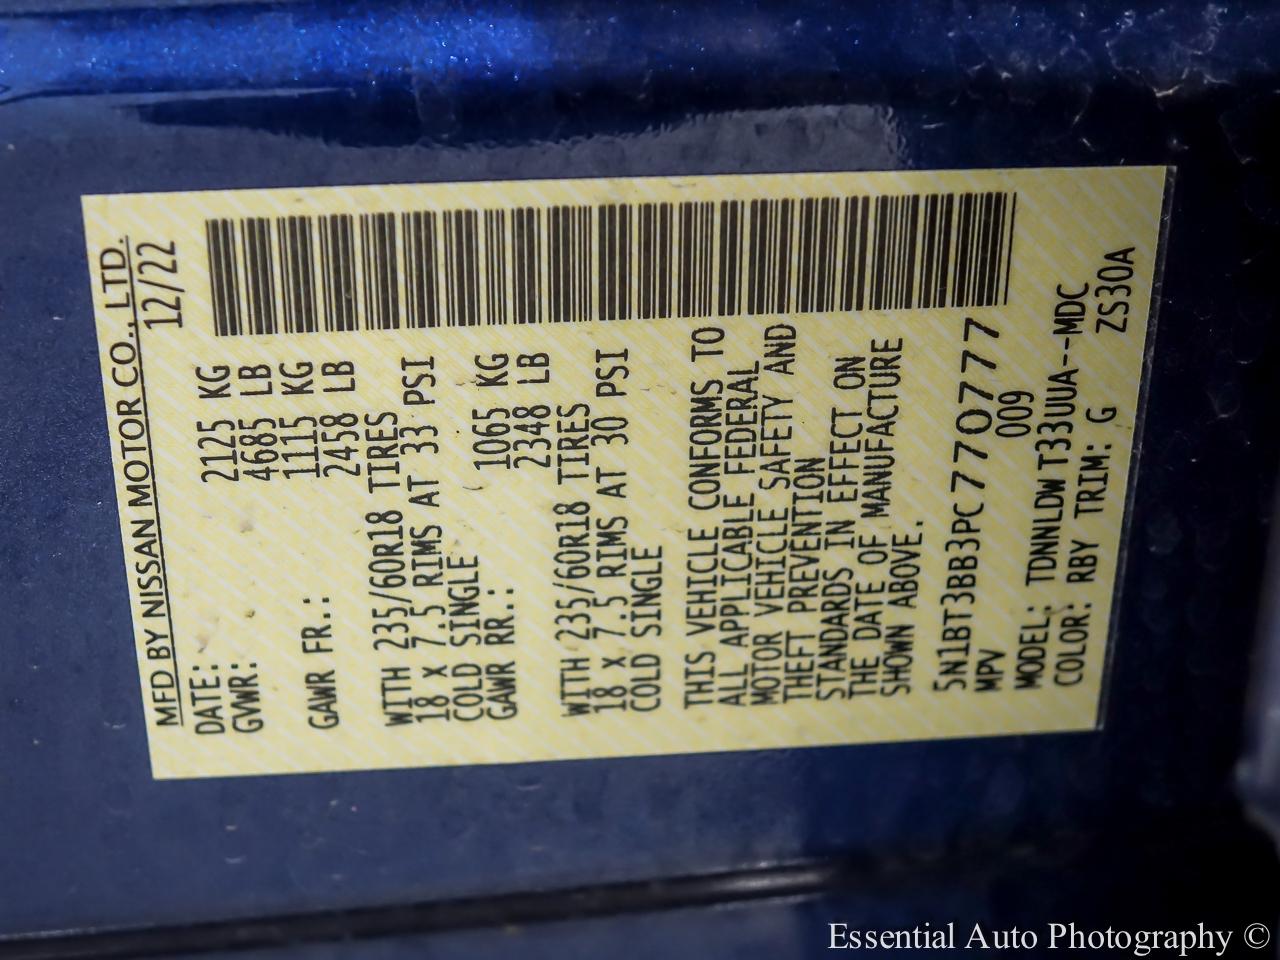 MFD BY NISSAN MOTOR CO., LTD.
DATE: 12/22
GVWR: 2125 KG
4685 LB
GAWR FR.: 1115 KG
2458 LB
WITH 235/60R18 TIRES
18 X 7.5 RIMS AT 33 PSI
COLD SINGLE
GAWR RR.: 1065 KG
2348 LB
WITH 235/60R18 TIRES
18 X 7.5 RIMS AT 30 PSI
COLD SINGLE
THIS VEHICLE CONFORMS TO
ALL APPLICABLE FEDERAL
MOTOR VEHICLE SAFETY AND
THEFT PREVENTION
STANDARDS IN EFFECT ON
THE DATE OF MANUFACTURE
SHOWN ABOVE.
5N1BT3BB3PC770777
MPV 009
MODEL: TDNNLDW T33UUA--MDC
COLOR: RBY TRIM: G ZS30A
Essential Auto Photography ©